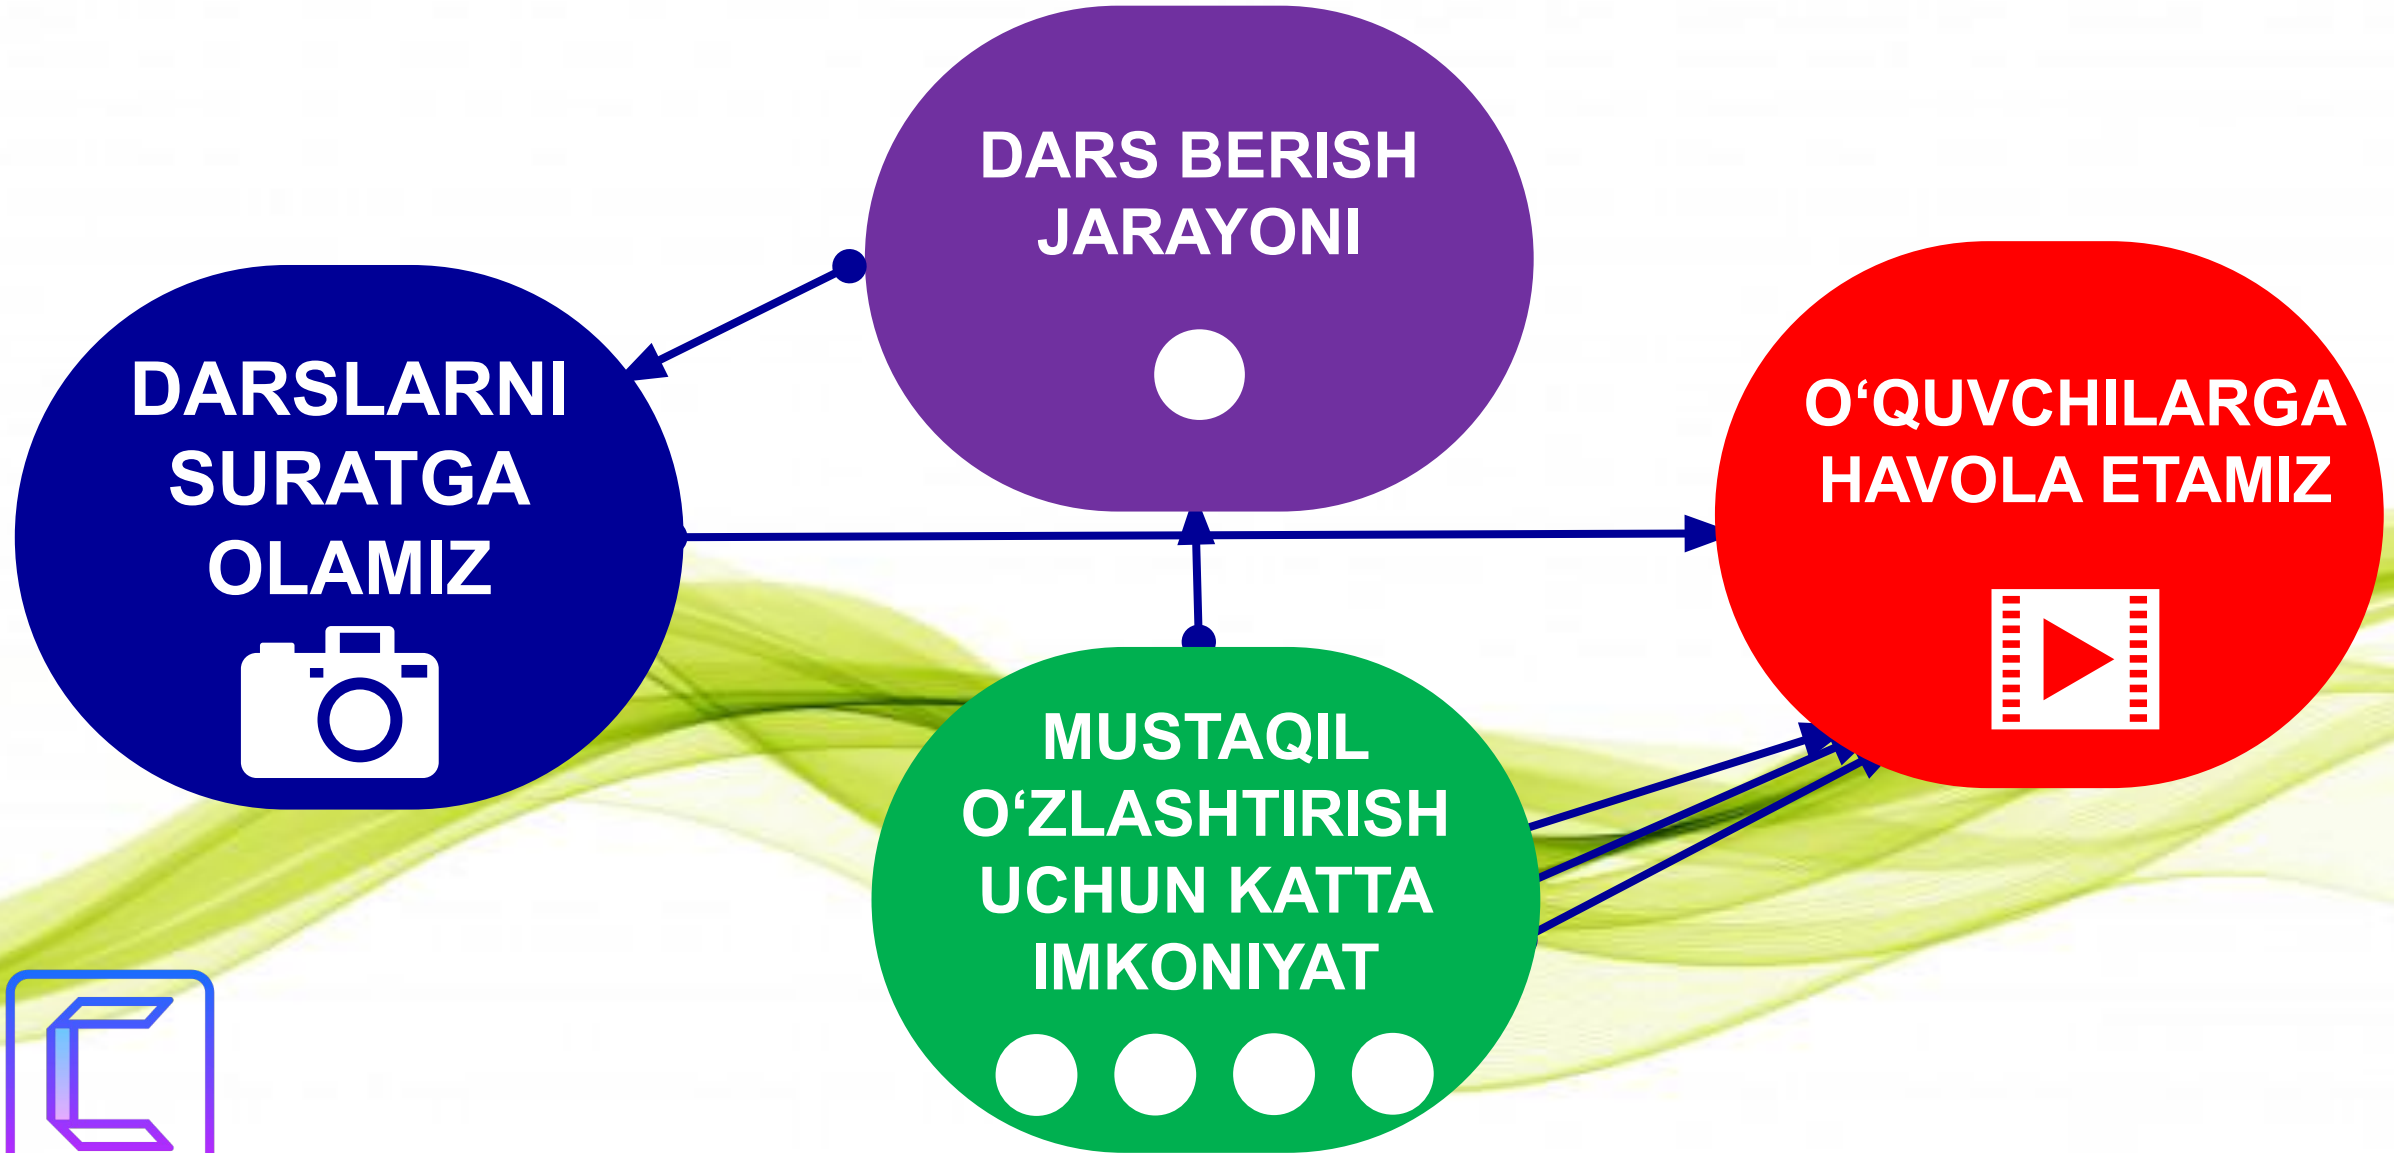 DARS BERISH
JARAYONI
DARSLARNI
SURATGA
OLAMIZ
O‘QUVCHILARGA
HAVOLA ETAMIZ
MUSTAQIL
O‘ZLASHTIRISH
UCHUN KATTA
IMKONIYAT